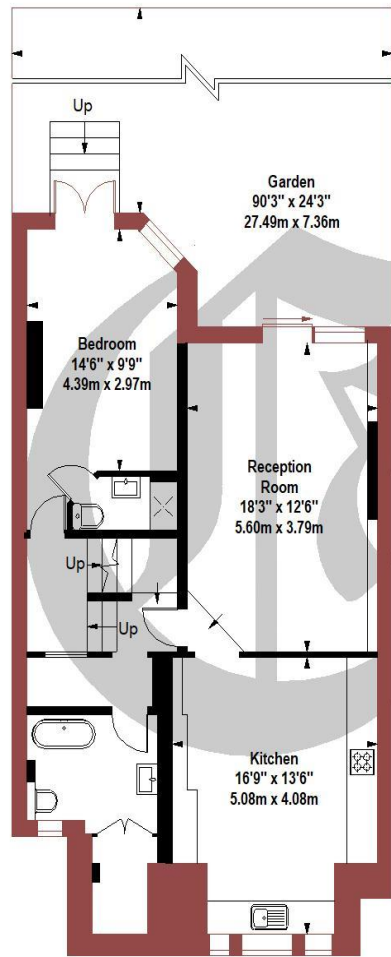 Up
Garden
90'3" x 24'3"
27.49m x 7.36m
Bedroom
14'6" x 9'9"
4.39m x 2.97m
Reception
Room
18'3" x 12'6"
5.60m x 3.79m
Up
Up
Kitchen
16'9" x 13'6"
5.08m x 4.08m